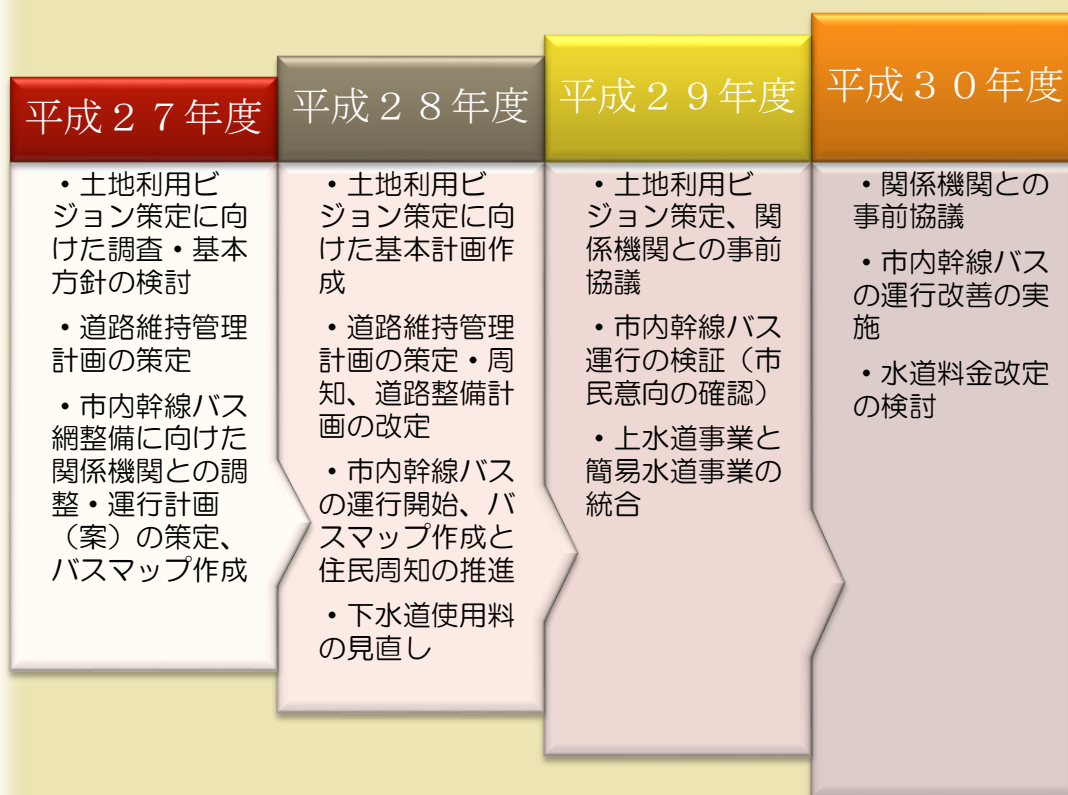 平成２７年度
・土地利用ビ
ジョン策定に向
けた調査・基本
方針の検討
・道路維持管理
計画の策定
・市内幹線バス
網整備に向けた
関係機関との調
整・運行計画
（案）の策定、
バスマップ作成
平成２８年度
・土地利用ビ
ジョン策定に向
けた基本計画作
成
・道路維持管理
計画の策定・周
知、道路整備計
画の改定
・市内幹線バス
の運行開始、バ
スマップ作成と
住民周知の推進
・下水道使用料
の見直し
平成２９年度
・土地利用ビ
ジョン策定、関
係機関との事前
協議
・市内幹線バス
運行の検証（市
民意向の確認）
・上水道事業と
簡易水道事業の
統合
平成３０年度
・関係機関との
事前協議
・市内幹線バス
の運行改善の実
施
・水道料金改定
の検討